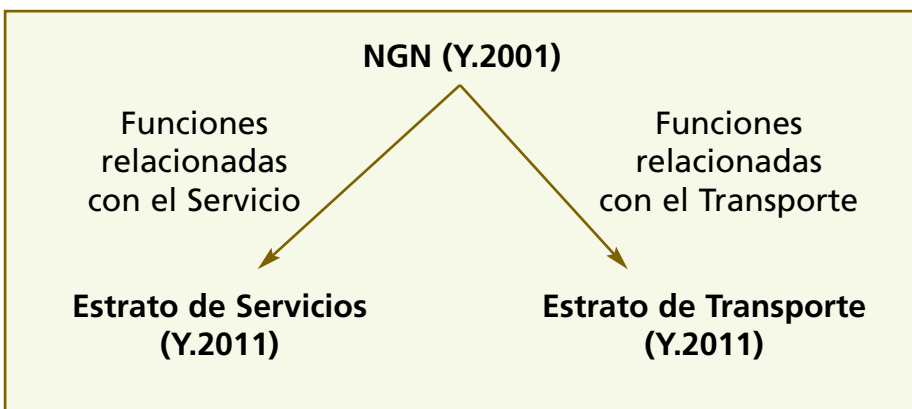 NGN (Y.2001)
Funciones
relacionadas
con el Servicio
Funciones
relacionadas
con el Transporte
Estrato de Servicios
(Y.2011)
Estrato de Transporte
(Y.2011)